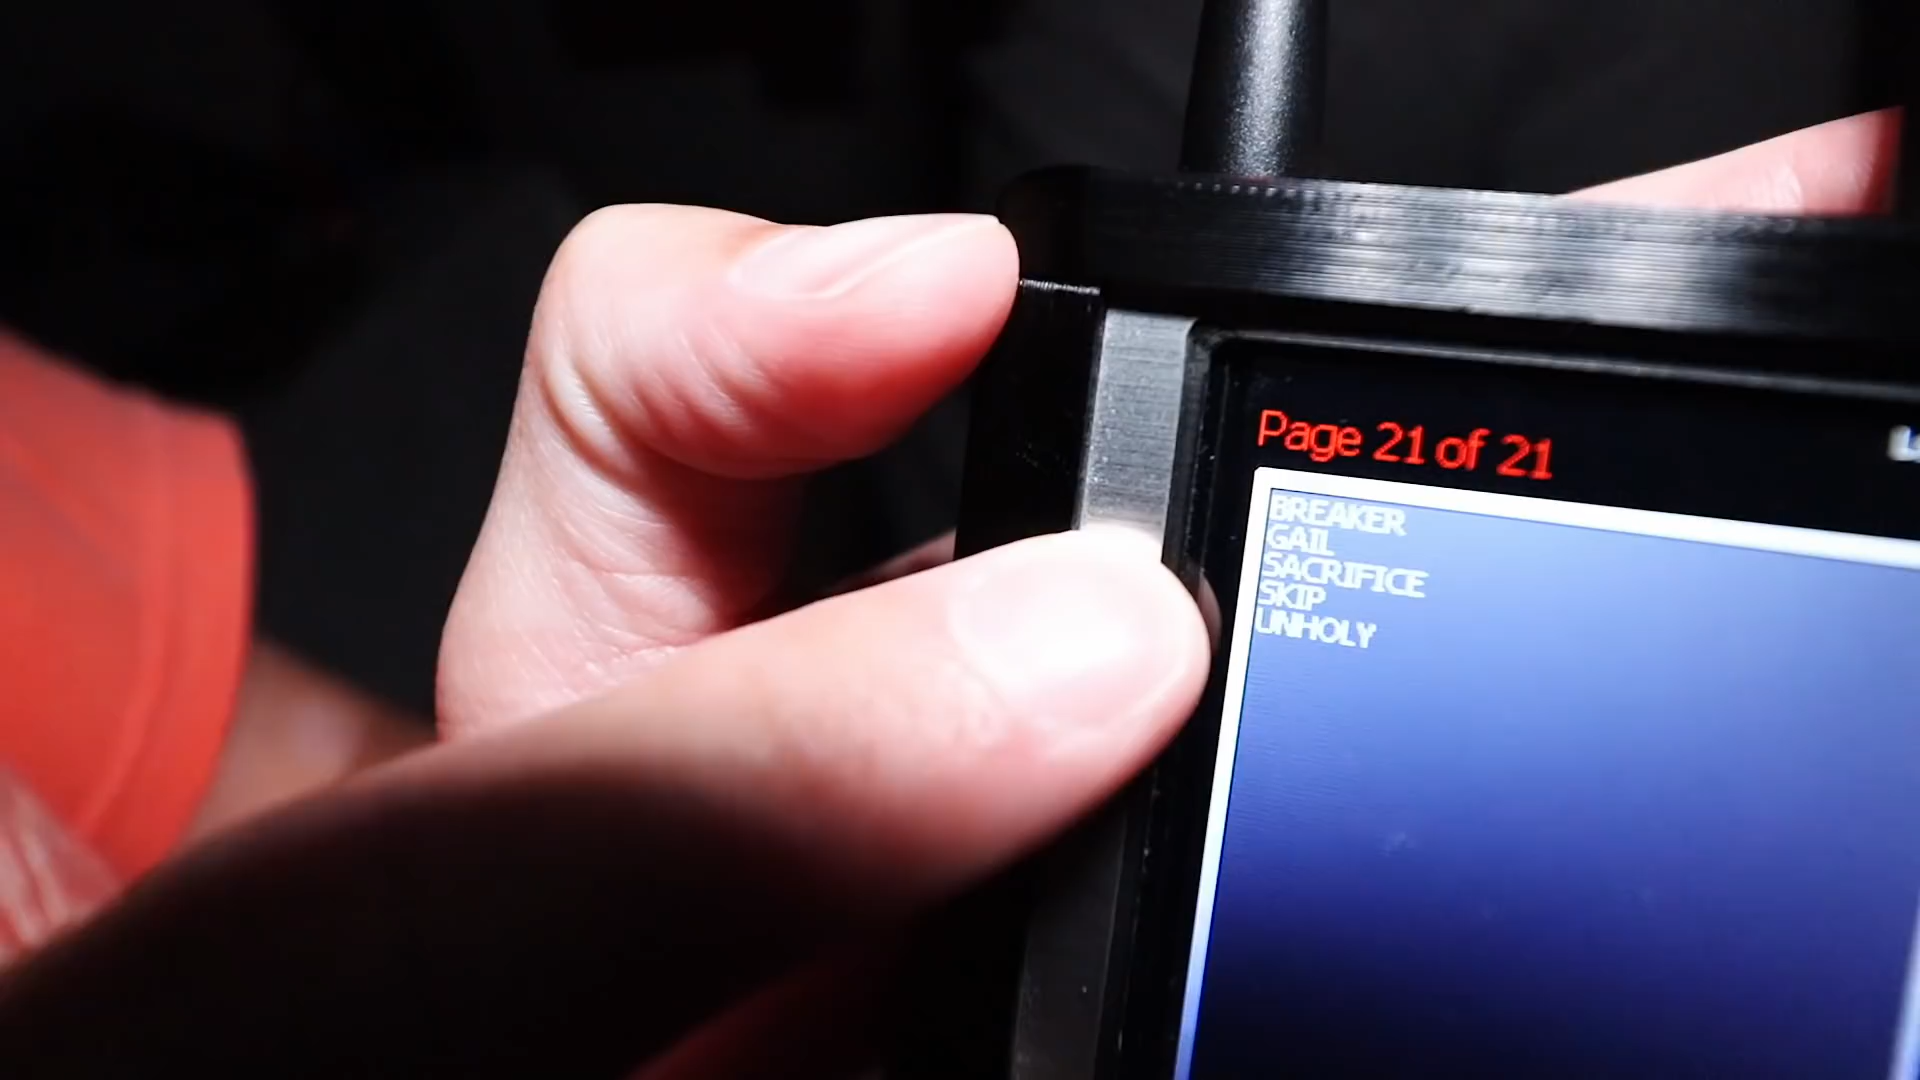 Page 21 of 21
BREAKER
GAIL
SACRIFICE
SKIP
UNHOLY